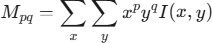 $M_{pq} = \sum_{x} \sum_{y} x^p y^q I(x, y)$